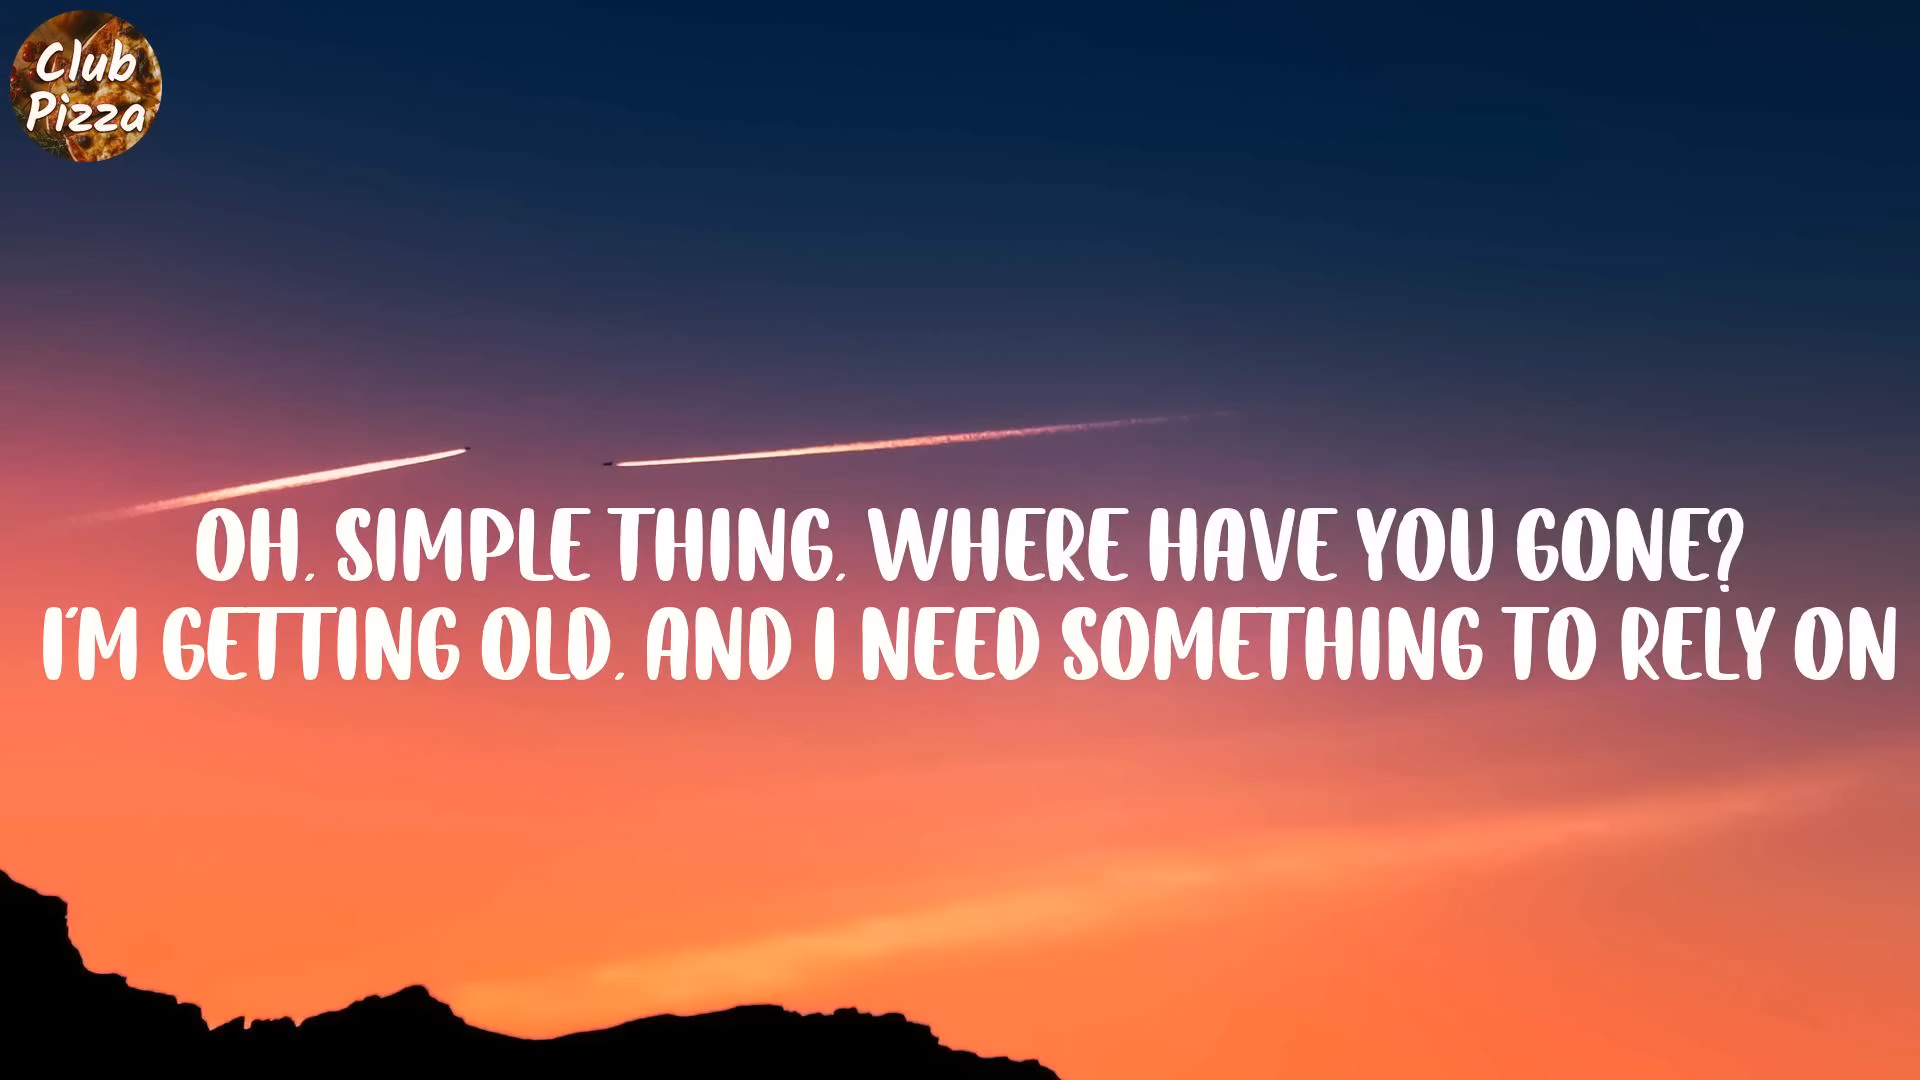 Club
Pizza
OH, SIMPLE THING, WHERE HAVE YOU GONE?
I'M GETTING OLD, AND I NEED SOMETHING TO RELY ON